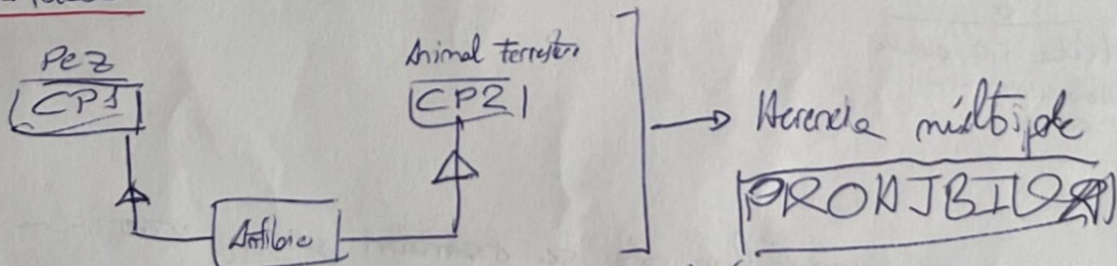 Pez
CP1
Animal terrestre
CP2
Anfibio
Herencia múltiple
PROHIBIDA